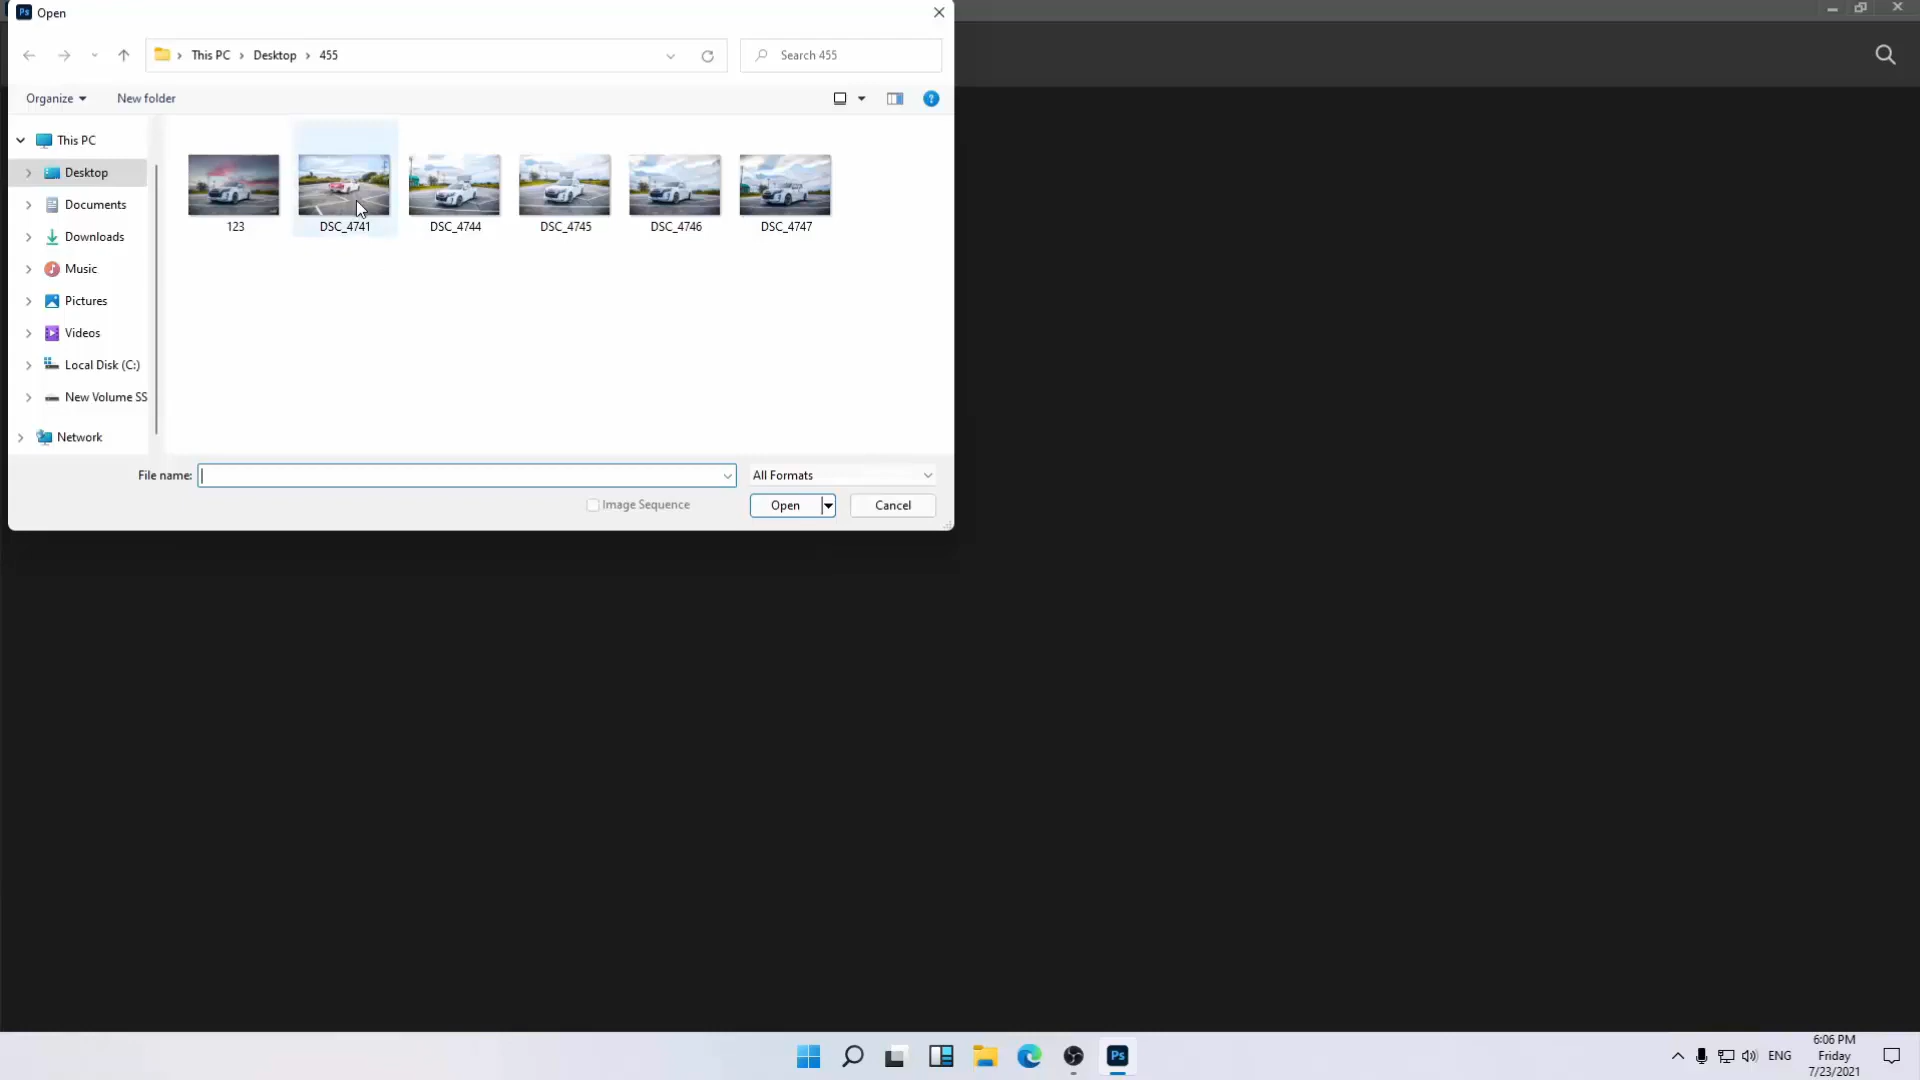 Ps Open
This PC Desktop 455
Search 455
Organize
New folder
?
This PC
Desktop
Documents
Downloads
Music
Pictures
Videos
Local Disk (C:)
New Volume SS
Network
123
DSC_4741
DSC_4744
DSC_4745
DSC_4746
DSC_4747
File name:
All Formats
Image Sequence
Open
Cancel
Ps
ENG
6:06 PM
Friday
7/23/2021